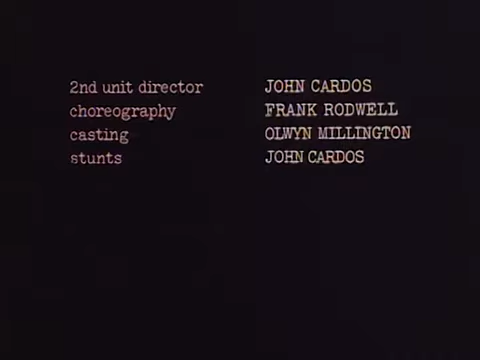 2nd unit director JOHN CARDOS
choreography FRANK RODWELL
casting OLWYN MILLINGTON
stunts JOHN CARDOS